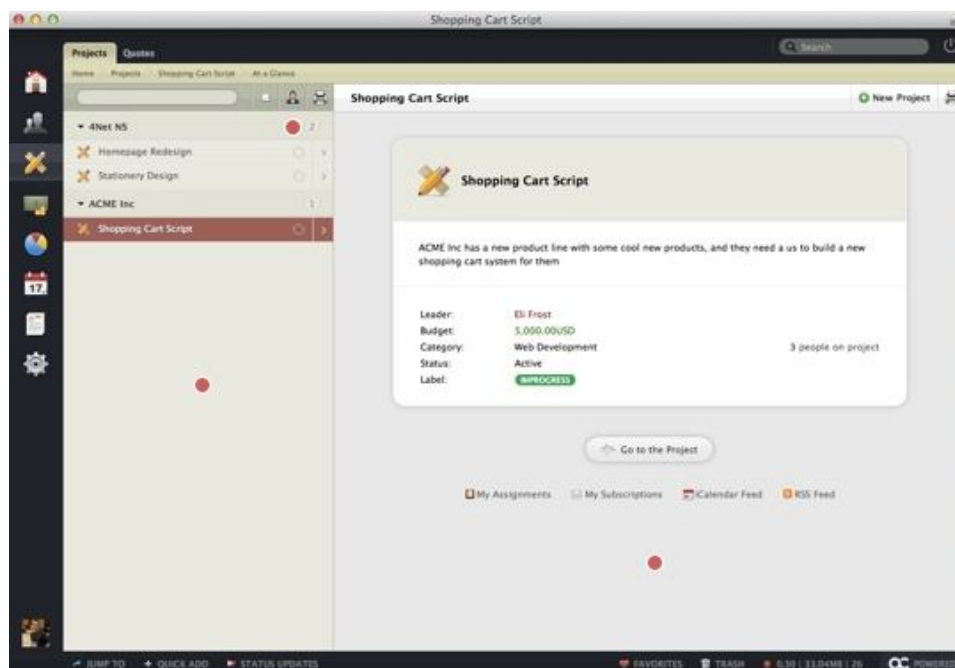 Shopping Cart Script
Projects Quotes
Search
Home Projects Shopping Cart Script At a Glance
Shopping Cart Script
New Project
4Net NS 2
Homepage Redesign
Stationery Design
ACME Inc 1
Shopping Cart Script
Shopping Cart Script
ACME Inc has a new product line with some cool new products, and they need a us to build a new
shopping cart system for them
Leader: Eli Frost
Budget: 5,000.00USD
Category: Web Development
3 people on project
Status: Active
Label: INPROGRESS
Go to the Project
My Assignments My Subscriptions iCalendar Feed RSS Feed
17
JUMP TO QUICK ADD STATUS UPDATES
FAVORITES TRASH 0.30 | 33.04MB | 26